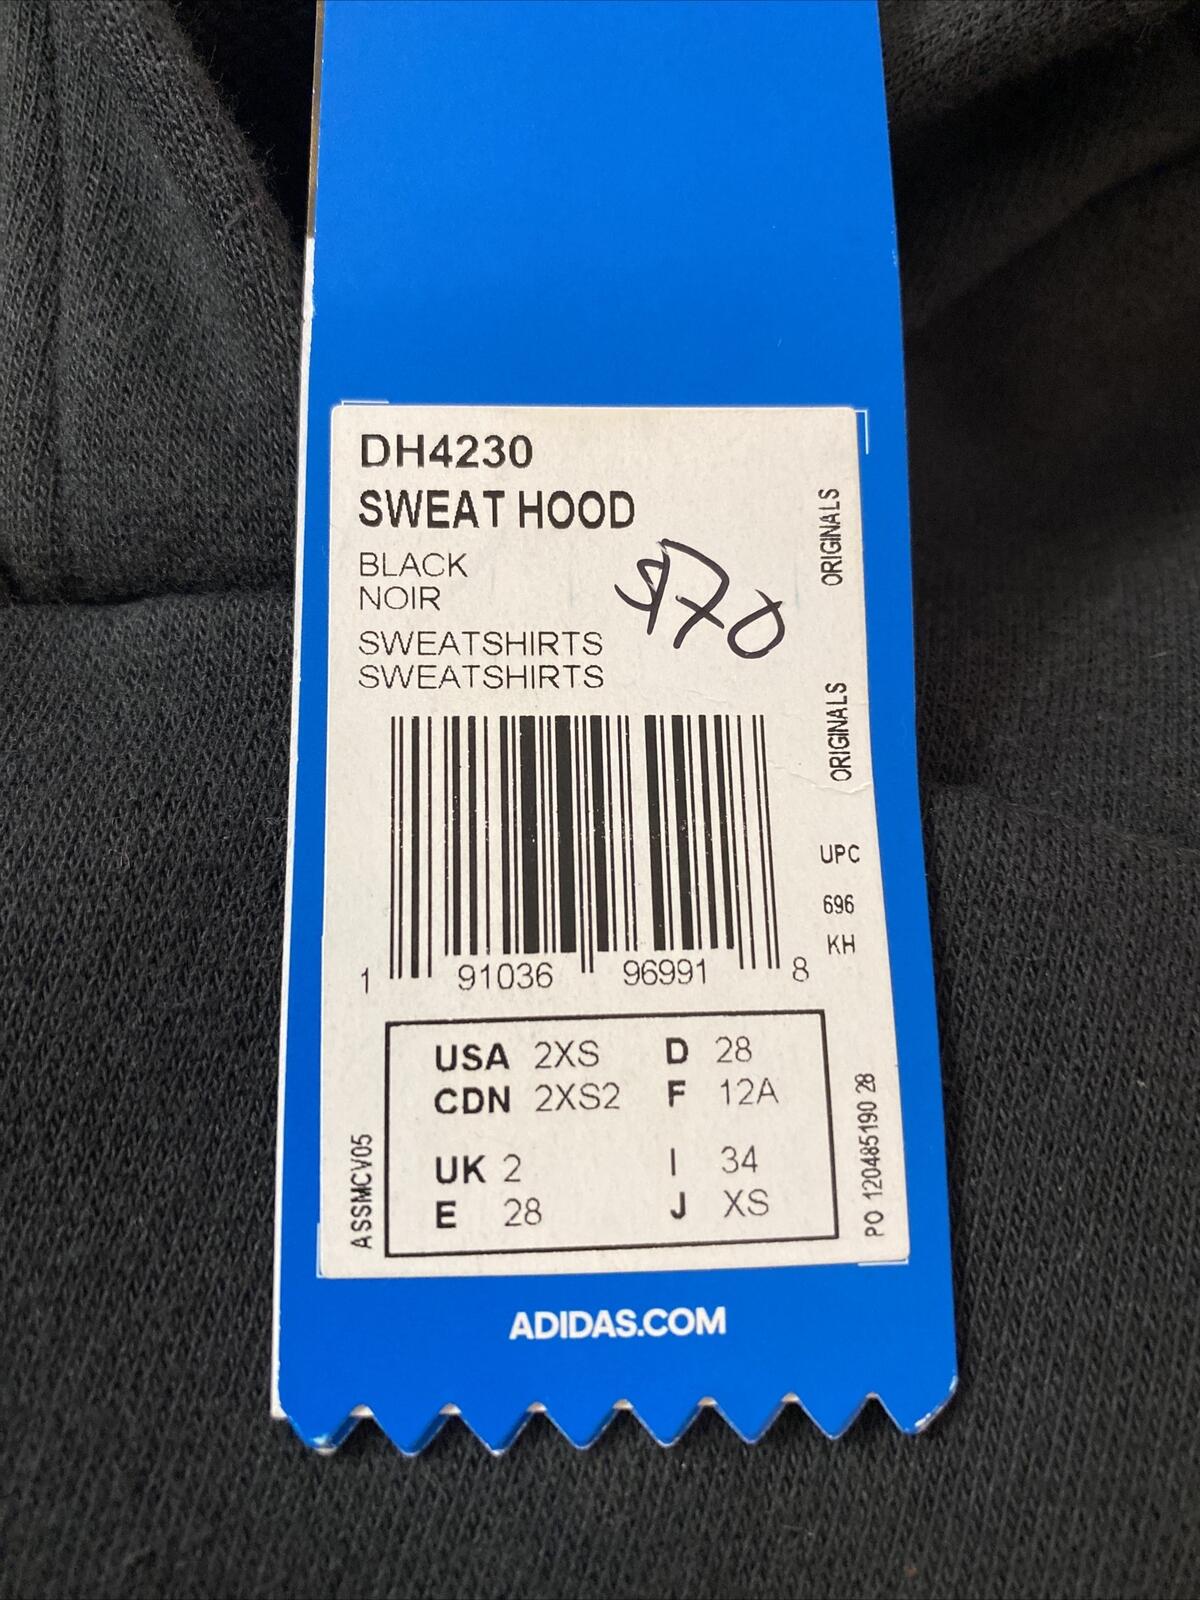 DH4230
SWEAT HOOD
BLACK
NOIR
$70
SWEATSHIRTS
SWEATSHIRTS
ORIGINALS
ORIGINALS
UPC
696
KH
1 91036 96991 8
USA 2XS D 28
CDN 2XS2 F 12A
UK 2 I 34
E 28 J XS
ASSMCV05
PO 120485190 28
ADIDAS.COM